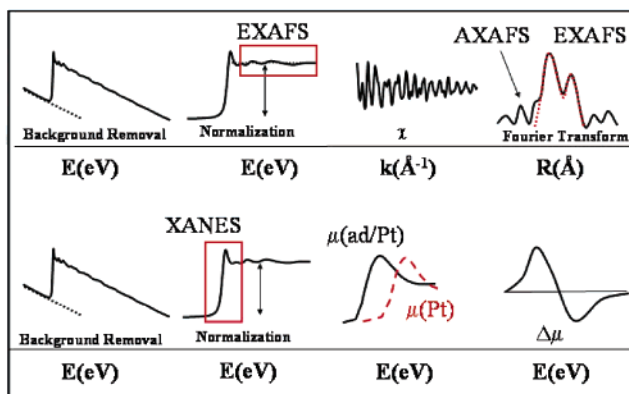 EXAFS
AXAFS EXAFS
Background Removal
Normalization
χ
Fourier Transform
E(eV)
E(eV)
k(Å⁻¹)
R(Å)
XANES
μ(ad/Pt)
μ(Pt)
Background Removal
Normalization
Δμ
E(eV)
E(eV)
E(eV)
E(eV)